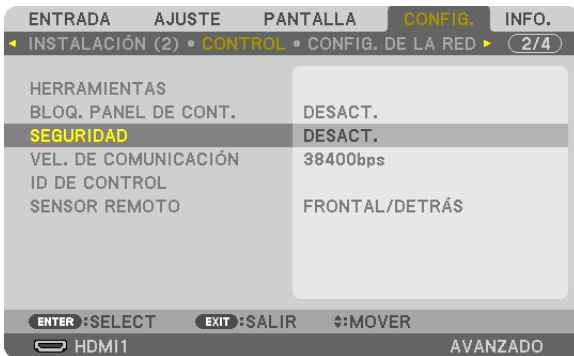 ENTRADA AJUSTE PANTALLA CONFIG. INFO.
◂ INSTALACIÓN (2) • CONTROL • CONFIG. DE LA RED ▸ 2/4
HERRAMIENTAS
BLOQ. PANEL DE CONT. DESACT.
SEGURIDAD DESACT.
VEL. DE COMUNICACIÓN 38400bps
ID DE CONTROL
SENSOR REMOTO FRONTAL/DETRÁS
ENTER :SELECT EXIT :SALIR :MOVER
HDMI1 AVANZADO